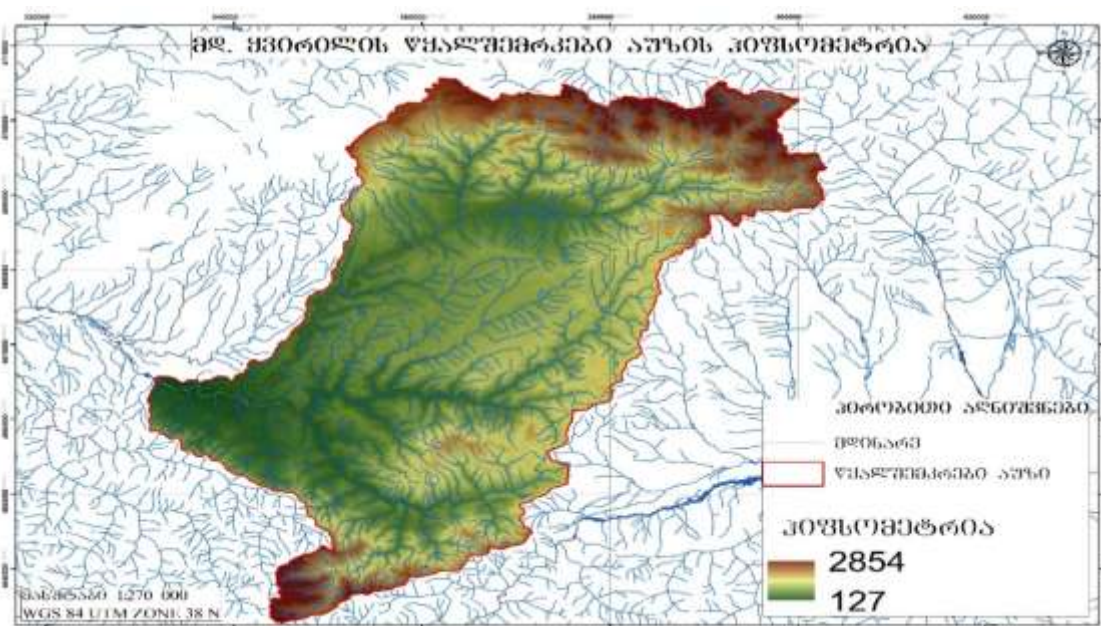 მდ. ყვირილის წყალშემკრები აუზის ჰიფსომეტრია
პირობითი აღნიშვნები
მდინარე
წყალშემკრები აუზი
ჰიფსომეტრია
2854
127
მასშტაბი 1:270 000
WGS 84 UTM ZONE 38 N